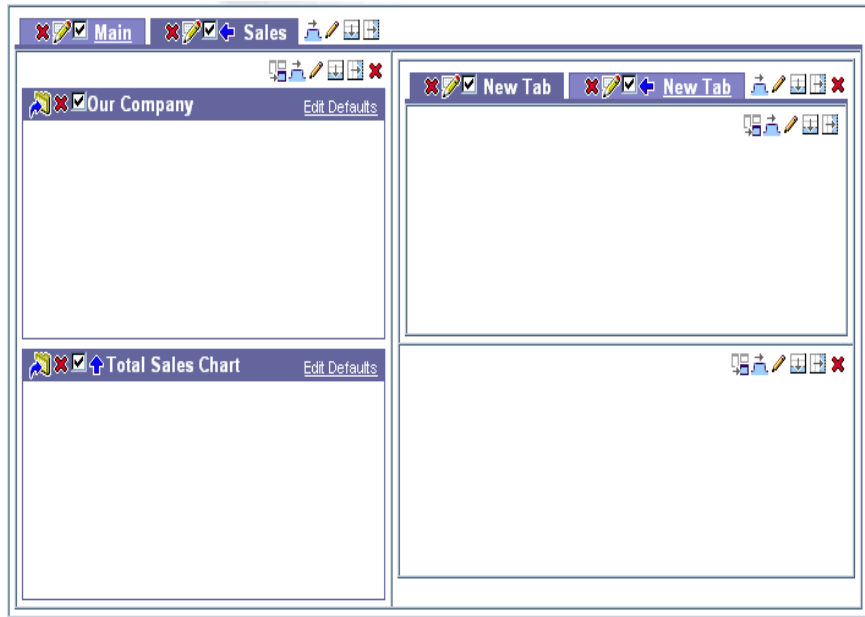 Main Sales
Our Company Edit Defaults
New Tab New Tab
Total Sales Chart Edit Defaults